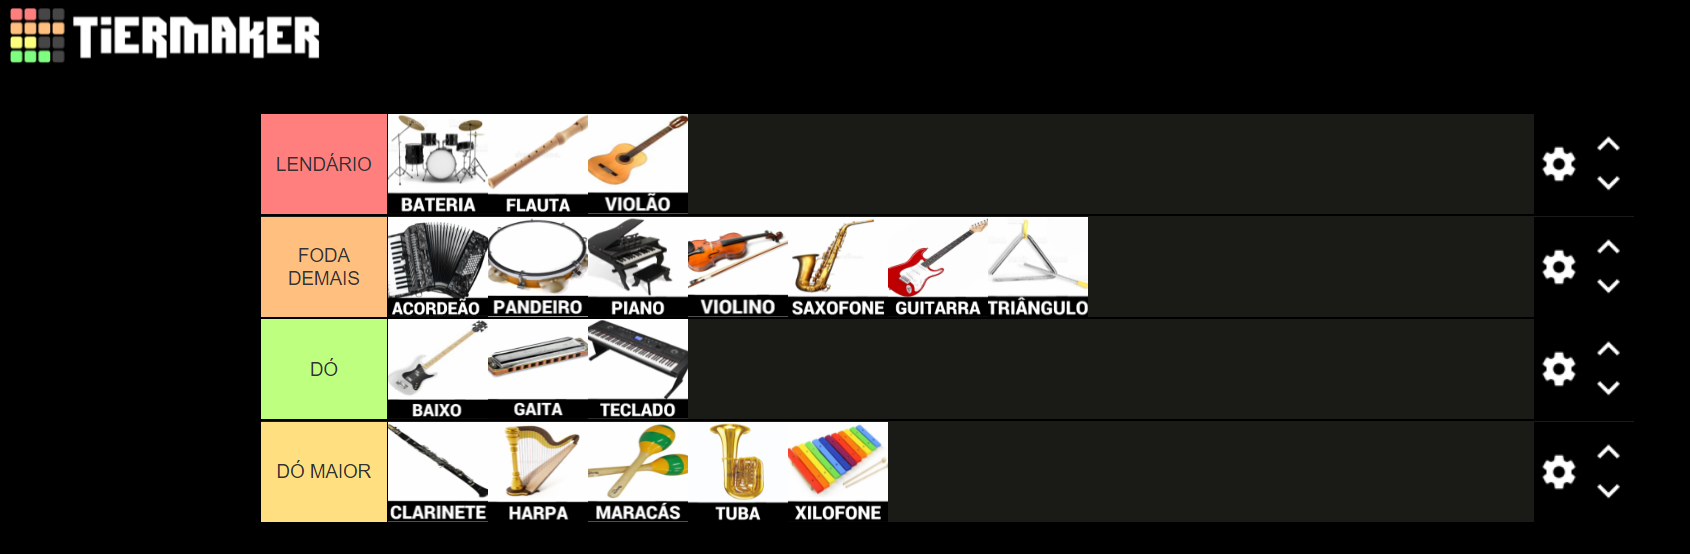 TiERMAKER
LENDÁRIO
BATERIA
FLAUTA
VIOLÃO
FODA
DEMAIS
ACORDEÃO
PANDEIRO
PIANO
VIOLINO
SAXOFONE
GUITARRA
TRIÂNGULO
DÓ
BAIXO
GAITA
TECLADO
DÓ MAIOR
CLARINETE
HARPA
MARACÁS
TUBA
XILOFONE